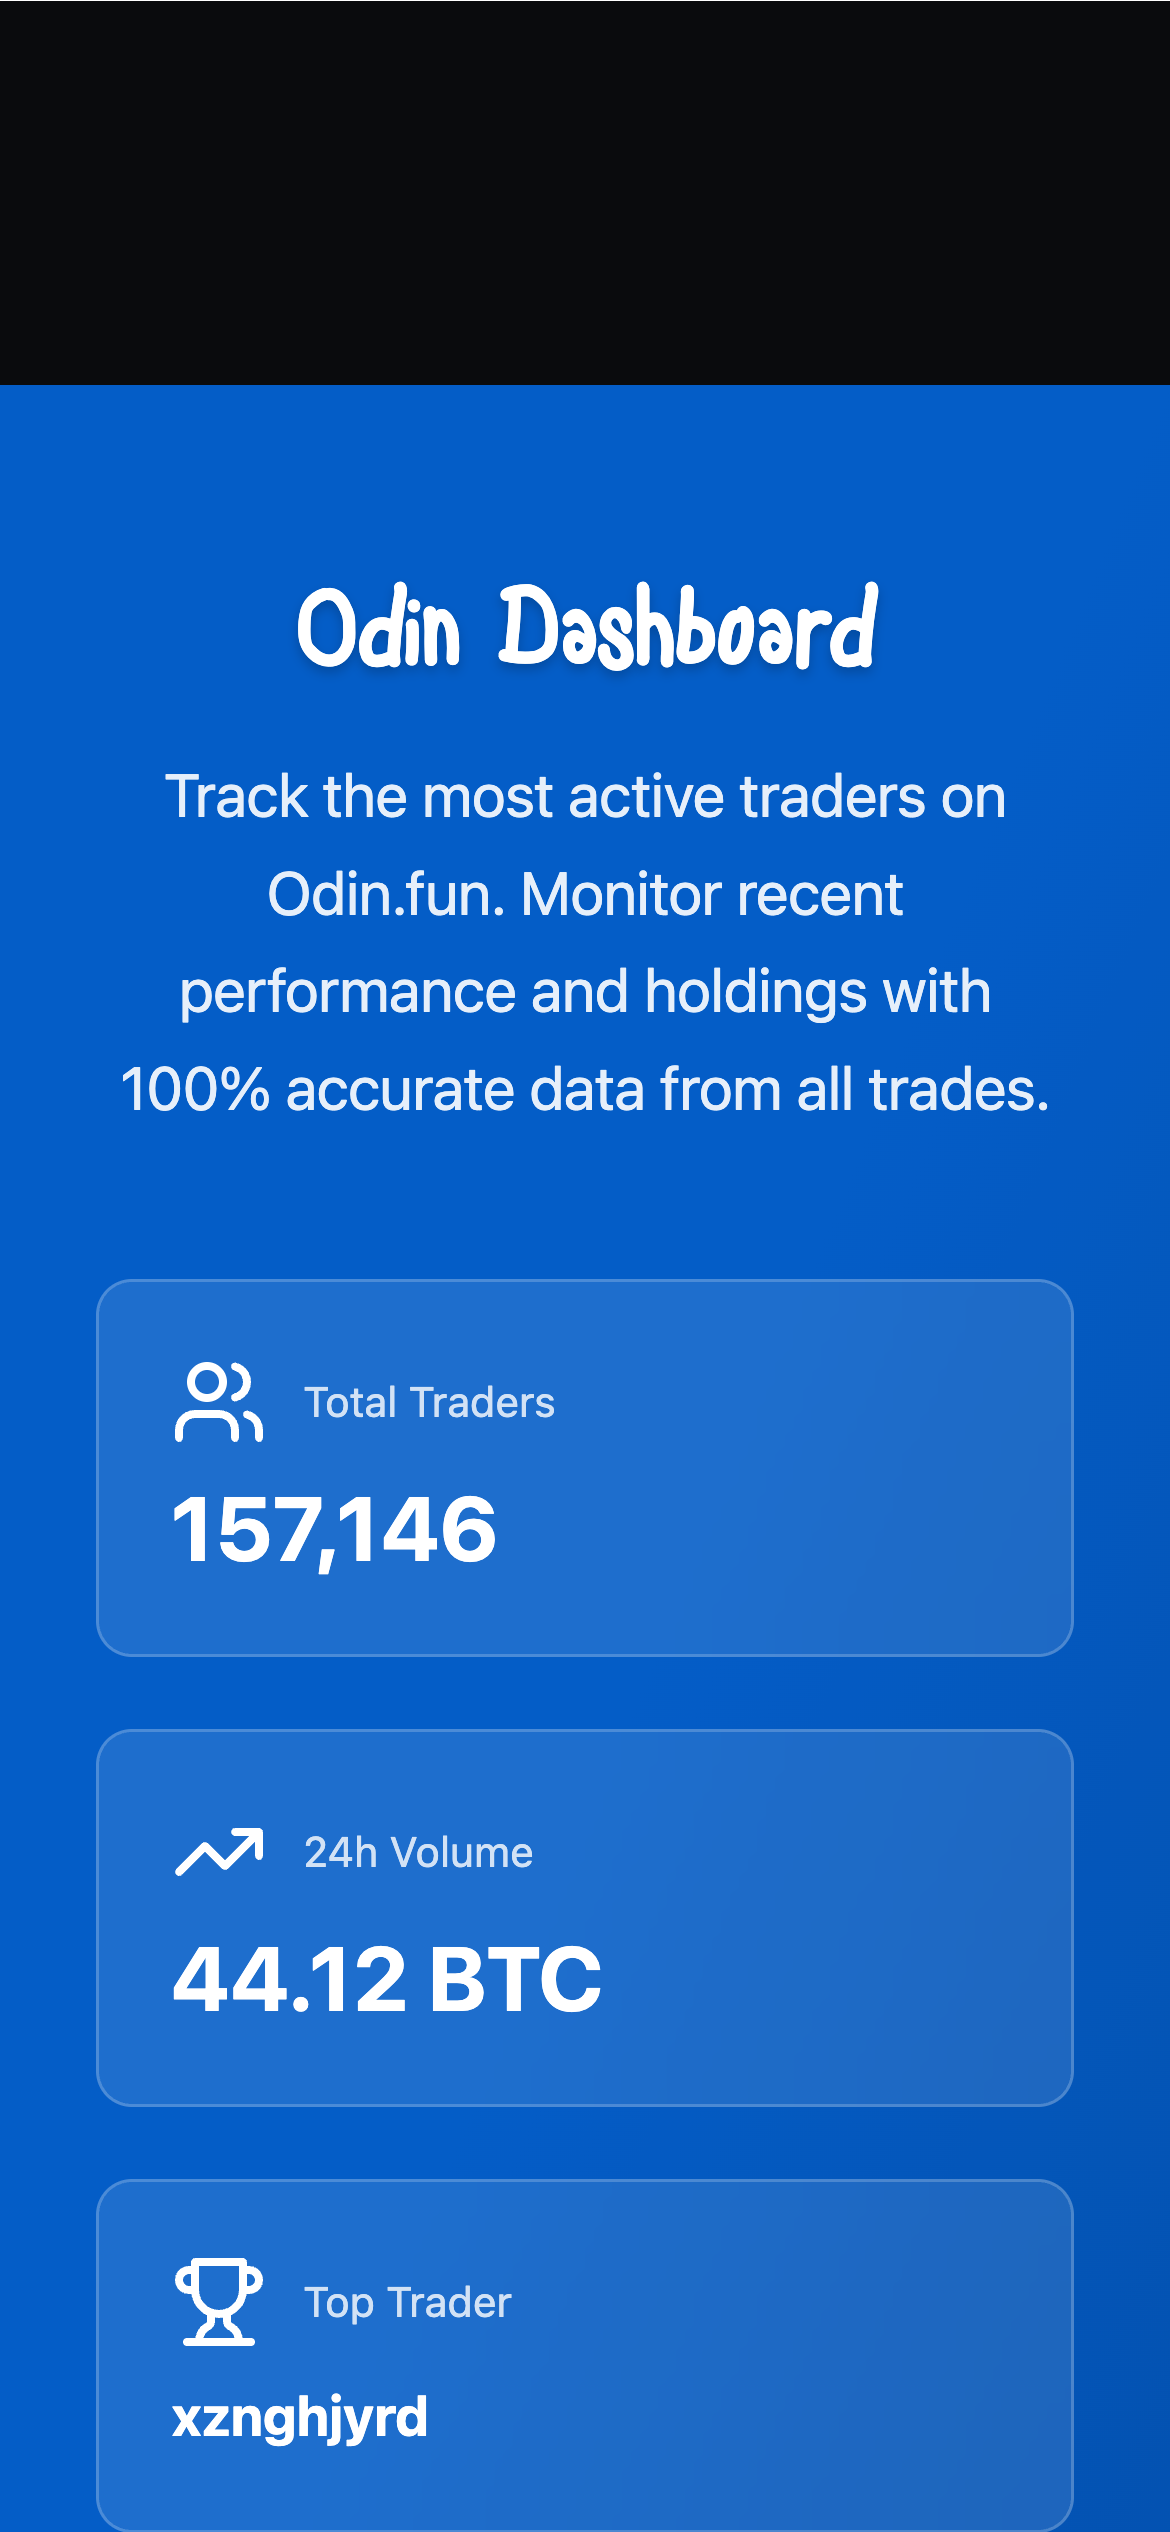 Odin Dashboard
Track the most active traders on
Odin.fun. Monitor recent
performance and holdings with
100% accurate data from all trades.
Total Traders
157,146
24h Volume
44.12 BTC
Top Trader
xznghjyrd